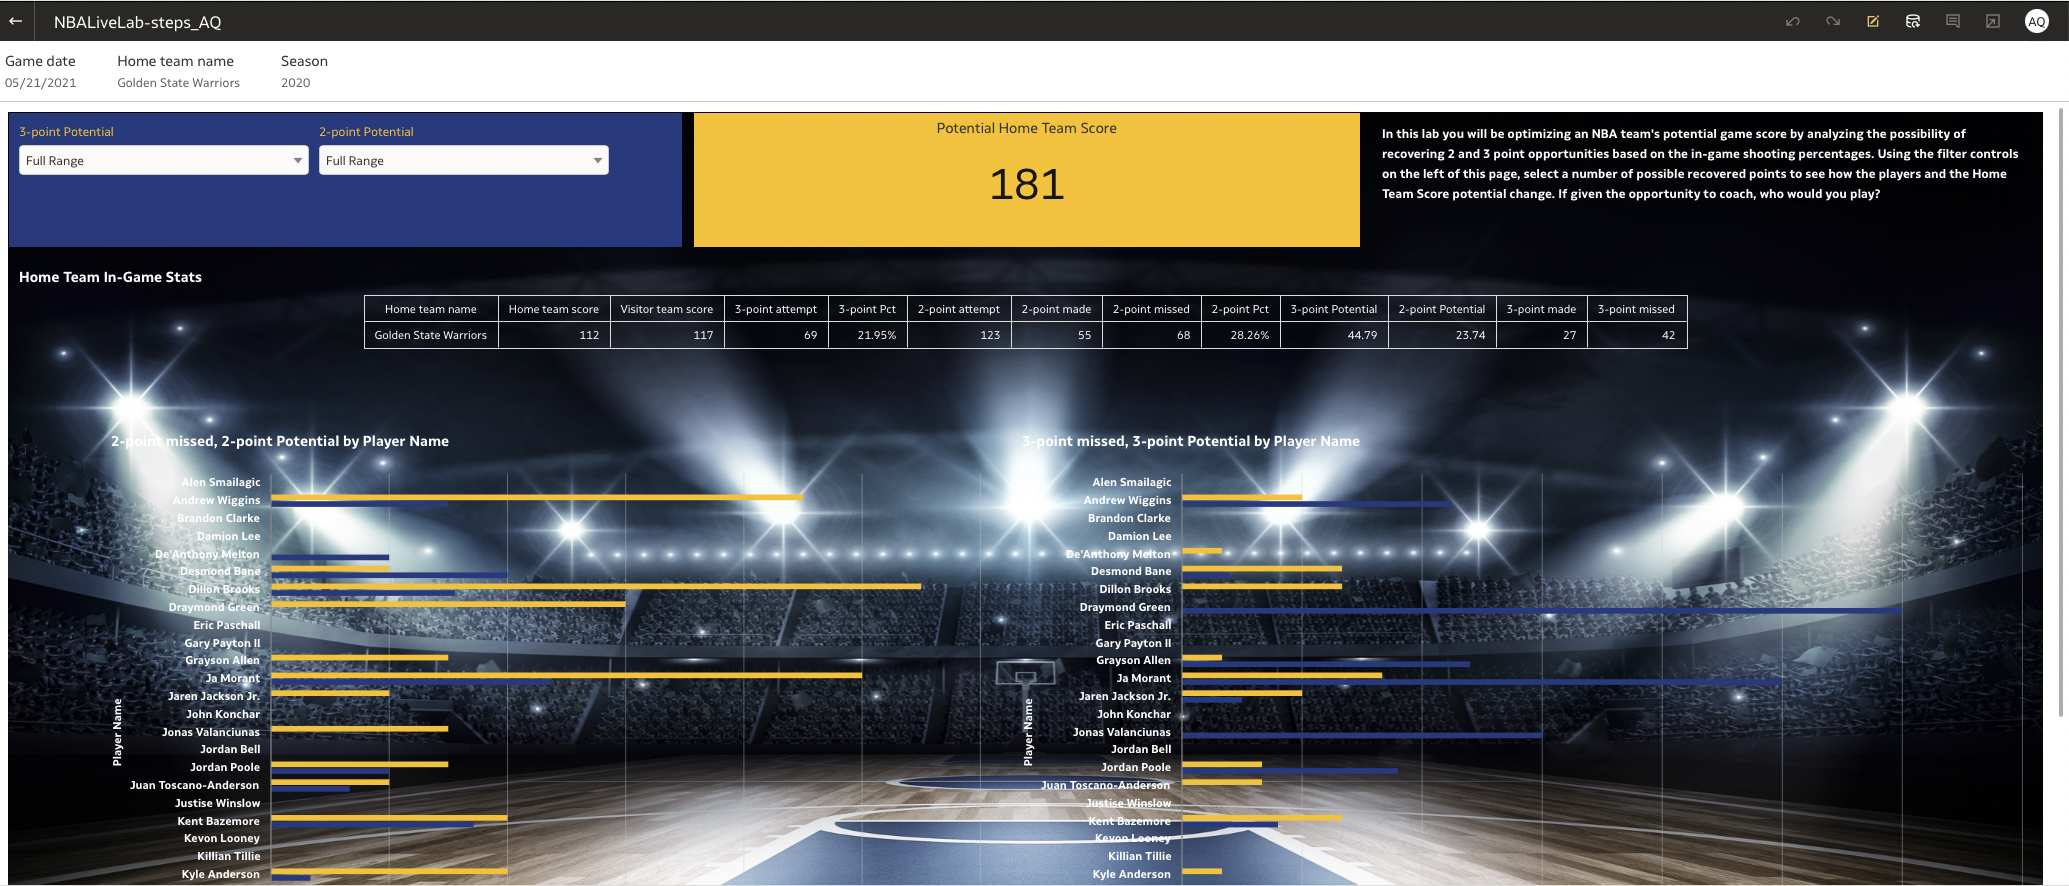 NBALiveLab-steps_AQ
AQ
Game date Home team name Season
05/21/2021 Golden State Warriors 2020
3-point Potential 2-point Potential
Full Range Full Range
Potential Home Team Score
181
In this lab you will be optimizing an NBA team's potential game score by analyzing the possibility of
recovering 2 and 3 point opportunities based on the in-game shooting percentages. Using the filter controls
on the left of this page, select a number of possible recovered points to see how the players and the Home
Team Score potential change. If given the opportunity to coach, who would you play?
Home Team In-Game Stats
Home team name Home team score Visitor team score 3-point attempt 3-point Pct 2-point attempt 2-point made 2-point missed 2-point Pct 3-point Potential 2-point Potential 3-point made 3-point missed
Golden State Warriors 112 117 69 21.95% 123 55 68 28.26% 44.79 23.74 27 42
2-point missed, 2-point Potential by Player Name
Player Name
Alen Smailagic
Andrew Wiggins
Brandon Clarke
Damion Lee
De'Anthony Melton
Desmond Bane
Dillon Brooks
Draymond Green
Eric Paschall
Gary Payton II
Grayson Allen
Ja Morant
Jaren Jackson Jr.
John Konchar
Jonas Valanciunas
Jordan Bell
Jordan Poole
Juan Toscano-Anderson
Justise Winslow
Kent Bazemore
Kevon Looney
Killian Tillie
Kyle Anderson
3-point missed, 3-point Potential by Player Name
Player Name
Alen Smailagic
Andrew Wiggins
Brandon Clarke
Damion Lee
De'Anthony Melton
Desmond Bane
Dillon Brooks
Draymond Green
Eric Paschall
Gary Payton II
Grayson Allen
Ja Morant
Jaren Jackson Jr.
John Konchar
Jonas Valanciunas
Jordan Bell
Jordan Poole
Juan Toscano-Anderson
Justise Winslow
Kent Bazemore
Kevon Looney
Killian Tillie
Kyle Anderson